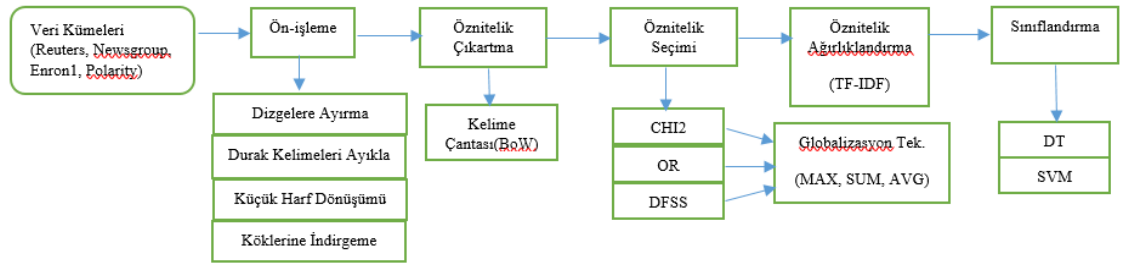 Veri Kümeleri
(Reuters, Newsgroup,
Enron1, Polarity)
Ön-işleme
Dizgelere Ayırma
Durak Kelimeleri Ayıkla
Küçük Harf Dönüşümü
Köklerine İndirgeme
Öznitelik
Çıkartma
Kelime
Çantası(BoW)
Öznitelik
Seçimi
CHI2
OR
DFSS
Globalizasyon Tek.
(MAX, SUM, AVG)
Öznitelik
Ağırlıklandırma
(TF-IDF)
Sınıflandırma
DT
SVM